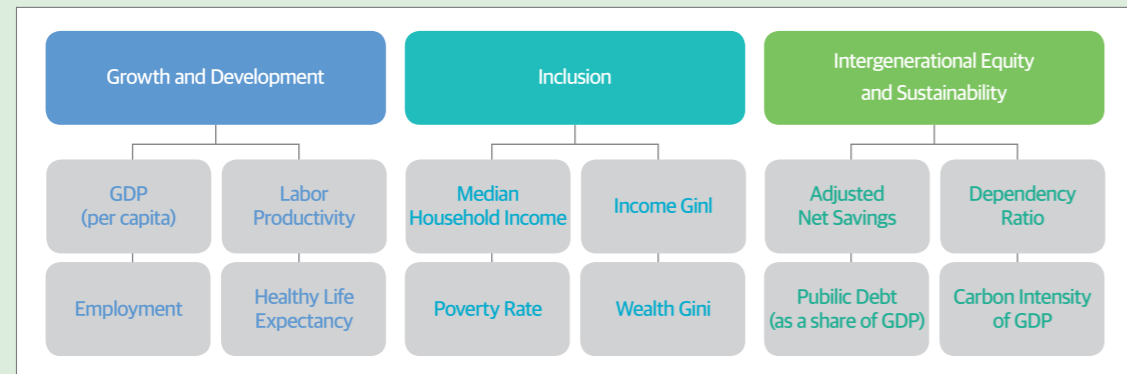 Growth and Development
Inclusion
Intergenerational Equity
and Sustainability
GDP
(per capita)
Labor
Productivity
Employment
Healthy Life
Expectancy
Median
Household Income
Income Ginl
Poverty Rate
Wealth Gini
Adjusted
Net Savings
Dependency
Ratio
Pubilic Debt
(as a share of GDP)
Carbon Intensity
of GDP